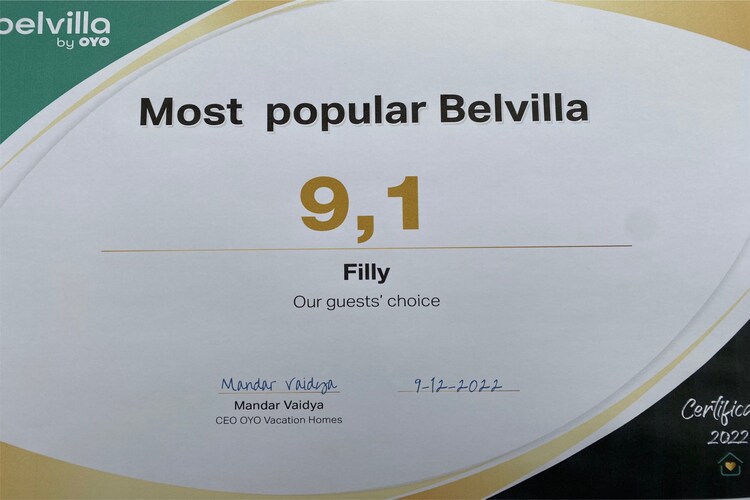 belvilla
by OYO
Most popular Belvilla
9,1
Filly
Our guests' choice
Mandar Vaidya
9-12-2022
Mandar Vaidya
CEO OYO Vacation Homes
2022